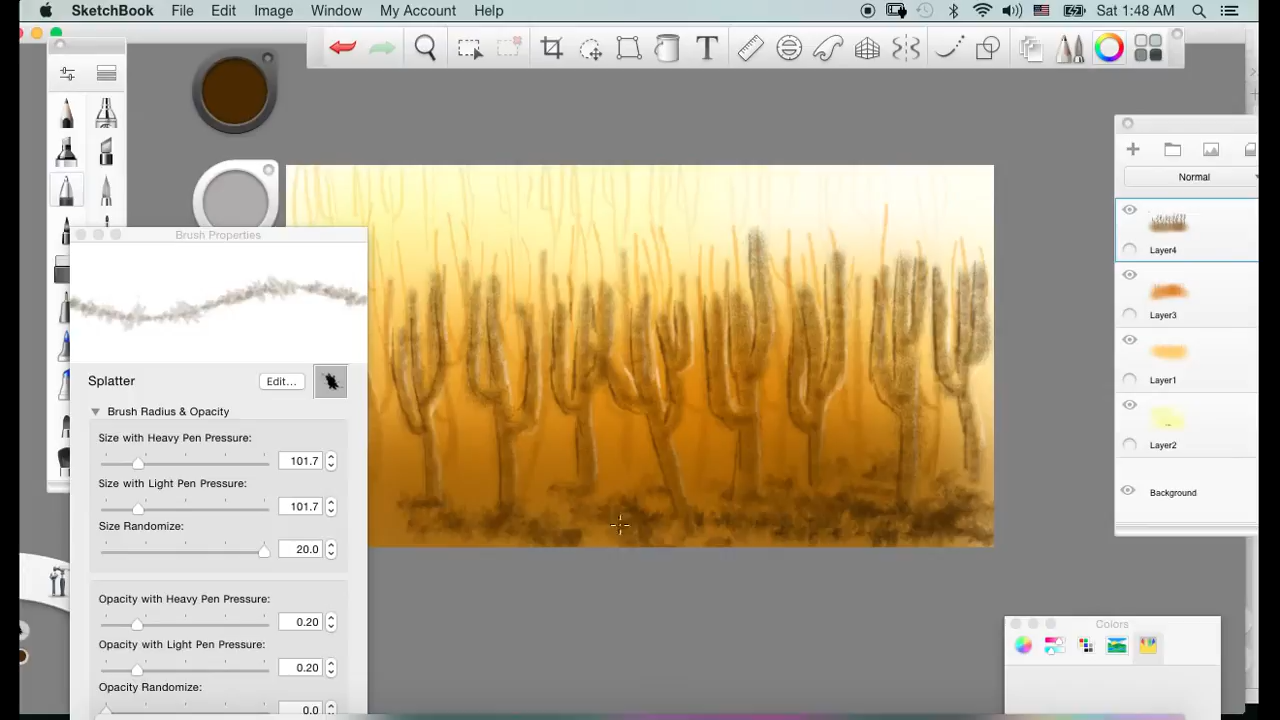 SketchBook File Edit Image Window My Account Help Sat 1:48 AM
T
Brush Properties
Normal
Layer4
Layer3
Layer1
Layer2
Background
Splatter Edit...
Brush Radius & Opacity
Size with Heavy Pen Pressure:
101.7
Size with Light Pen Pressure:
101.7
Size Randomize:
20.0
Opacity with Heavy Pen Pressure:
0.20
Opacity with Light Pen Pressure:
0.20
Opacity Randomize:
0.0
Colors